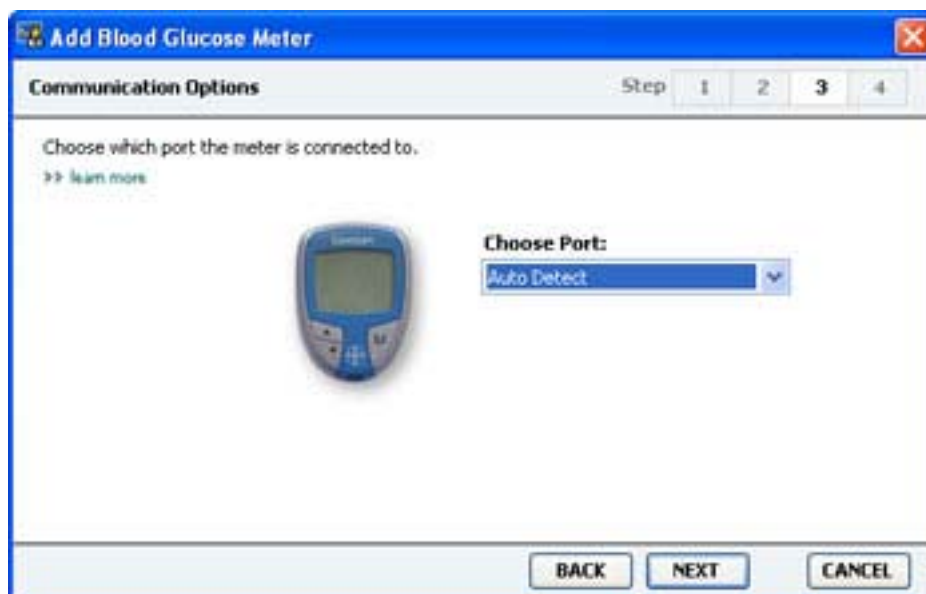 Add Blood Glucose Meter
Communication Options
Step 1 2 3 4
Choose which port the meter is connected to.
>> learn more
Choose Port:
Auto Detect
BACK NEXT CANCEL